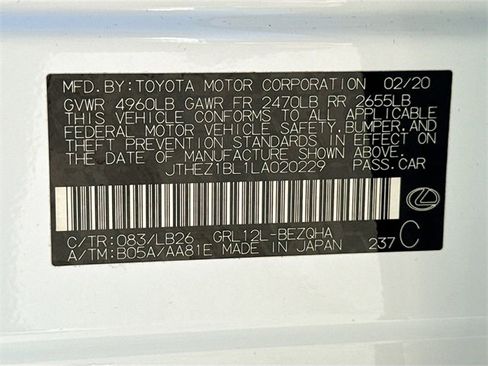 MFD. BY: TOYOTA MOTOR CORPORATION 02/20
GVWR 4960LB GAWR FR 2470LB RR 2655LB
THIS VEHICLE CONFORMS TO ALL APPLICABLE
FEDERAL MOTOR VEHICLE SAFETY, BUMPER, AND
THEFT PREVENTION STANDARDS IN EFFECT ON
THE DATE OF MANUFACTURE SHOWN ABOVE.
JTHEZ1BL1LA020229 PASS.CAR
C/TR: 083/LB26 GRL12L-BEZQHA
A/TM: B05A/AA81E MADE IN JAPAN 237 C